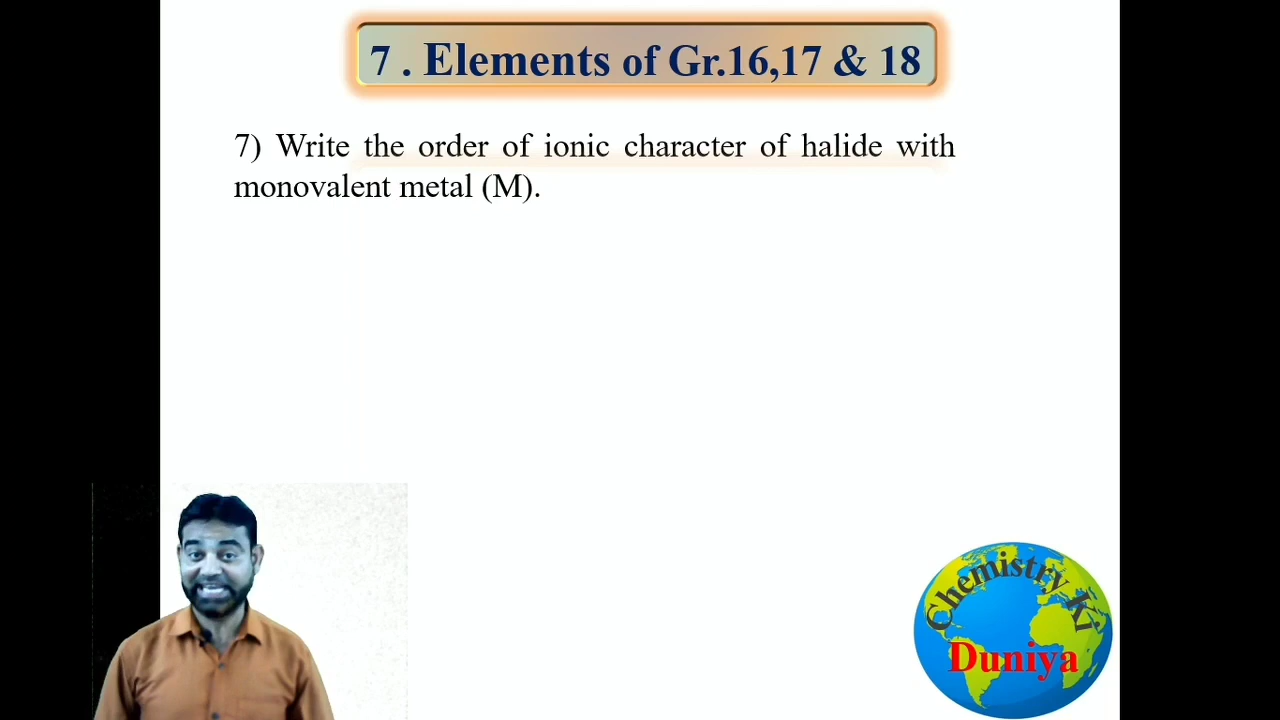 7 . Elements of Gr.16,17 & 18
7) Write the order of ionic character of halide with
monovalent metal (M).
Chemistry Ki
Duniya